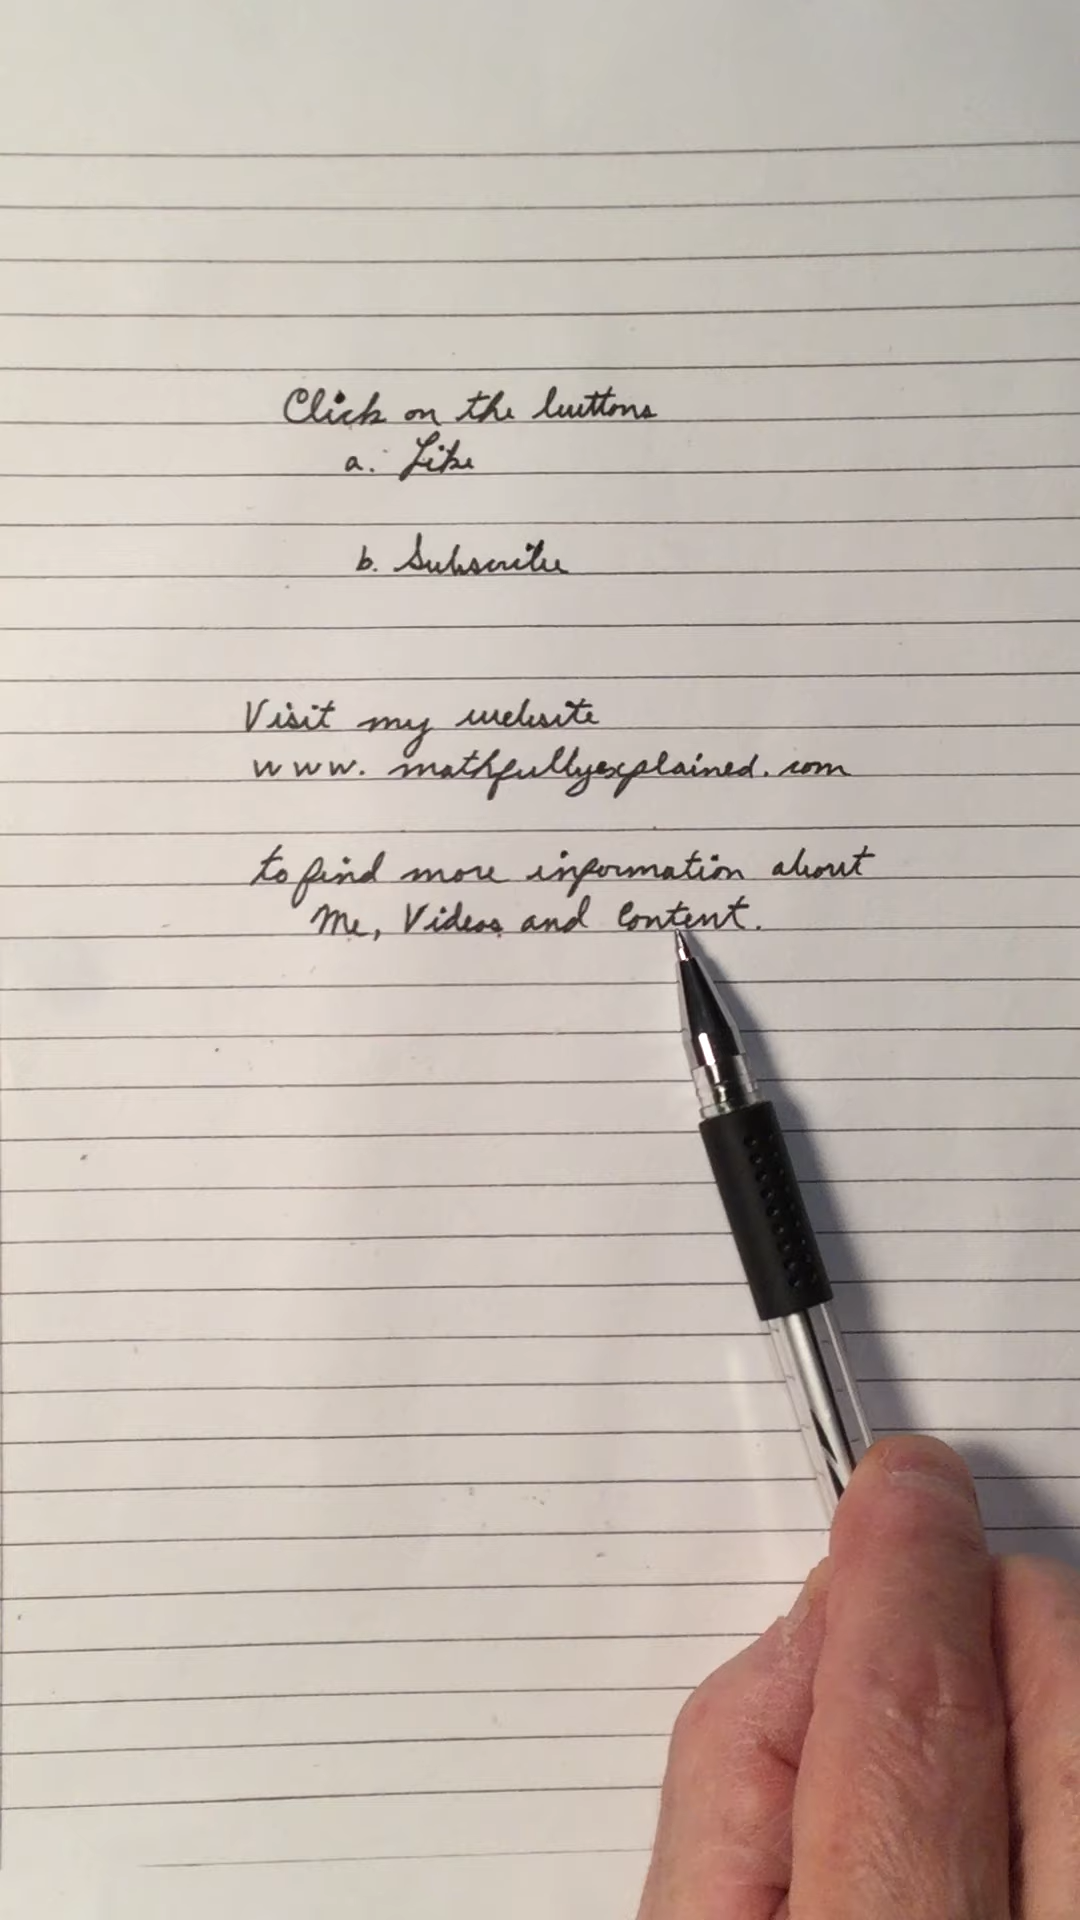 Click on the buttons
a. Like
b. Subscribe
Visit my website
www.mathfullyexplained.com
to find more information about
Me, Videos and Content.